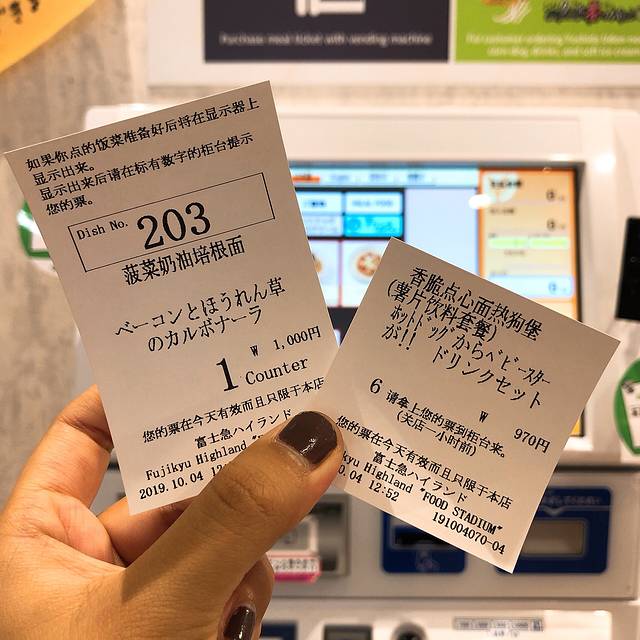 Purchase meal ticket with vending machine
如果你点的饭菜准备好后将在显示器上
显示出来。
显示出来后请在标有数字的柜台提示
您的票。
Dish No. 203
菠菜奶油培根面
ベーコンとほうれん草
のカルボナーラ
¥ 1,000円
1 Counter
您的票在今天有效而且只限于本店
富士急ハイランド
Fujikyu Highland
2019.10.04 12
香脆点心面热狗堡
(薯片饮料套餐)
ホットドッグ からベビースター
が!! ドリンクセット
¥ 970円
6 请拿上您的票到柜台来。
(关店一小时前)
您的票在今天有效而且只限于本店
富士急ハイランド
kyu Highland "FOOD STADIUM"
0.04 12:52
191004070-04